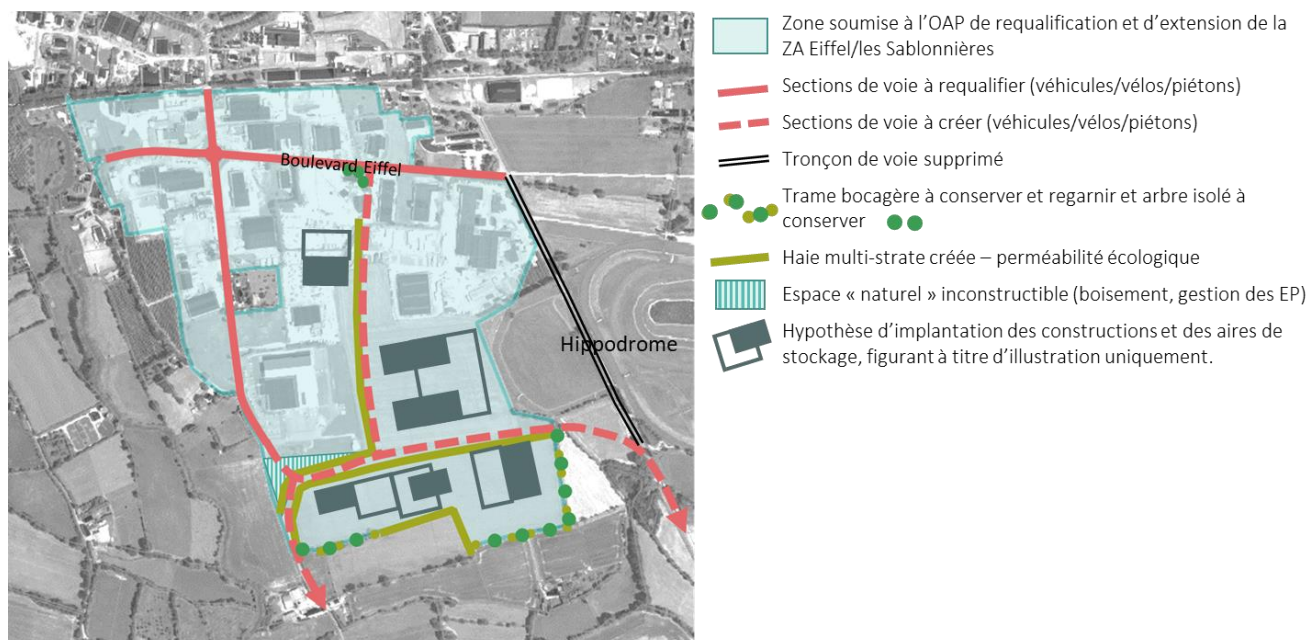 Zone soumise à l'OAP de requalification et d'extension de la
ZA Eiffel/les Sablonnières
Sections de voie à requalifier (véhicules/vélos/piétons)
Sections de voie à créer (véhicules/vélos/piétons)
Tronçon de voie supprimé
Trame bocagère à conserver et regarnir et arbre isolé à
conserver
Haie multi-strate créée – perméabilité écologique
Espace « naturel » inconstructible (boisement, gestion des EP)
Hypothèse d'implantation des constructions et des aires de
stockage, figurant à titre d'illustration uniquement.
Boulevard Eiffel
Hippodrome